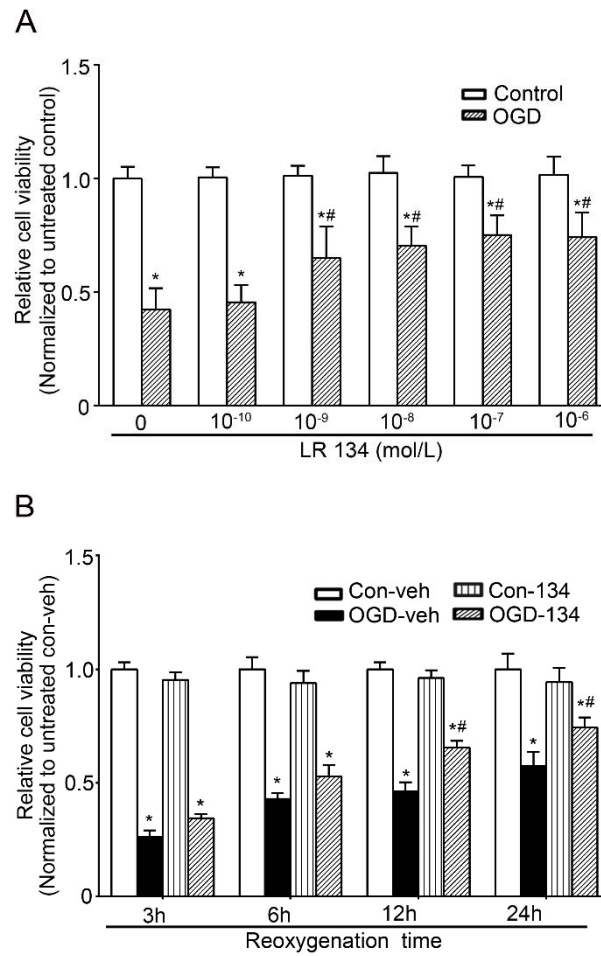 A
Relative cell viability
(Normalized to untreated control)
1.5
1.0
0.5
0
Control
OGD
*
*
*#
*#
*#
*#
0
10⁻¹⁰
10⁻⁹
10⁻⁸
10⁻⁷
10⁻⁶
LR 134 (mol/L)
B
Relative cell viability
(Normalized to untreated con-veh)
1.5
1.0
0.5
0
Con-veh
Con-134
OGD-veh
OGD-134
*
*
*
*
*
*#
*
*#
3h
6h
12h
24h
Reoxygenation time